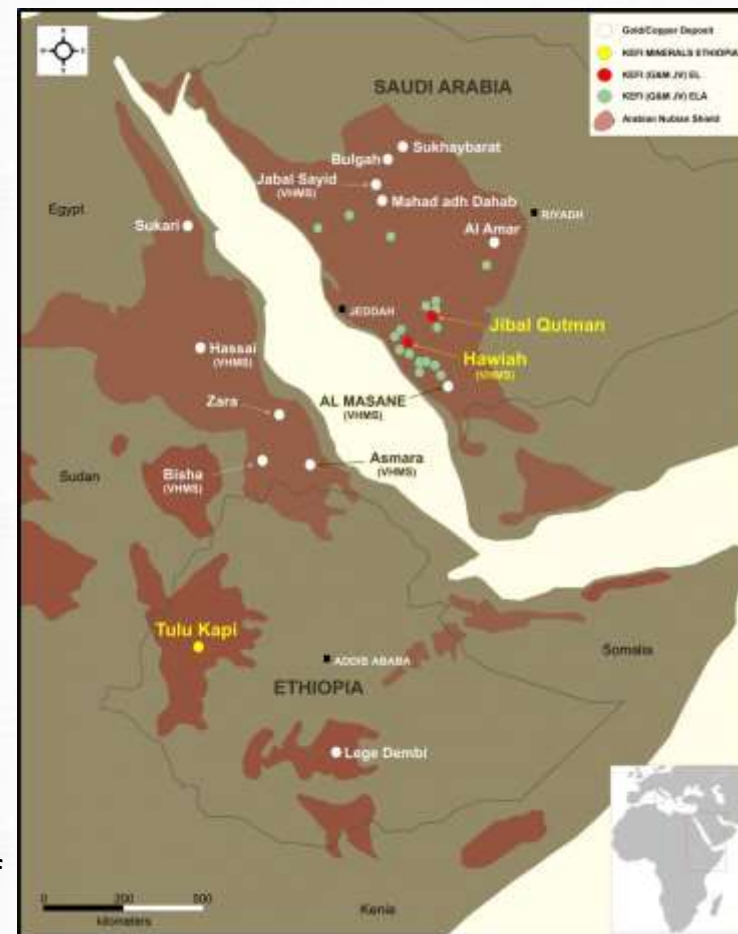 Gold/Copper Deposit
KEFI MINERALS ETHIOPIA
KEFI (G&M JV) EL
KEFI (G&M JV) ELA
Arabian Nubian Shield
SAUDI ARABIA
Sukhaybarat
Bulgah
Jabal Sayid
(VHMS)
Mahad adh Dahab
Egypt
Sukari
RIYADH
Al Amar
JEDDAH
Jibal Qutman
Hassai
(VHMS)
Hawiah
(VHMS)
AL MASANE
(VHMS)
Zara
Asmara
(VHMS)
Bisha
(VHMS)
Sudan
Tulu Kapi
ADDIS ABABA
Somalia
ETHIOPIA
Lege Dembi
0 200
kilometers
Kenia